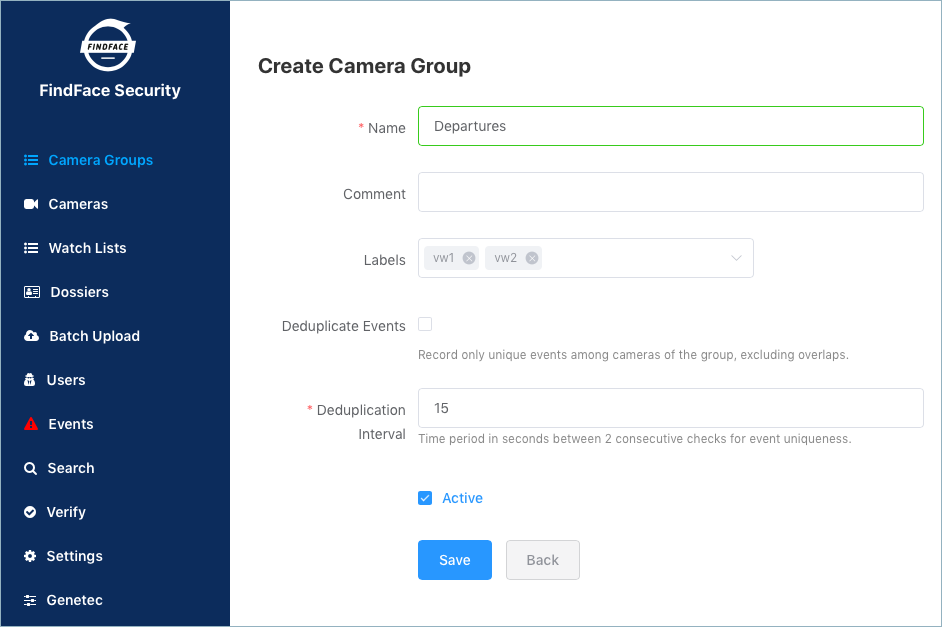 FINDFACE
FindFace Security
Camera Groups
Cameras
Watch Lists
Dossiers
Batch Upload
Users
Events
Search
Verify
Settings
Genetec
Create Camera Group
* Name
Departures
Comment
Labels
vw1
vw2
Deduplicate Events
Record only unique events among cameras of the group, excluding overlaps.
* Deduplication
Interval
15
Time period in seconds between 2 consecutive checks for event uniqueness.
Active
Save
Back